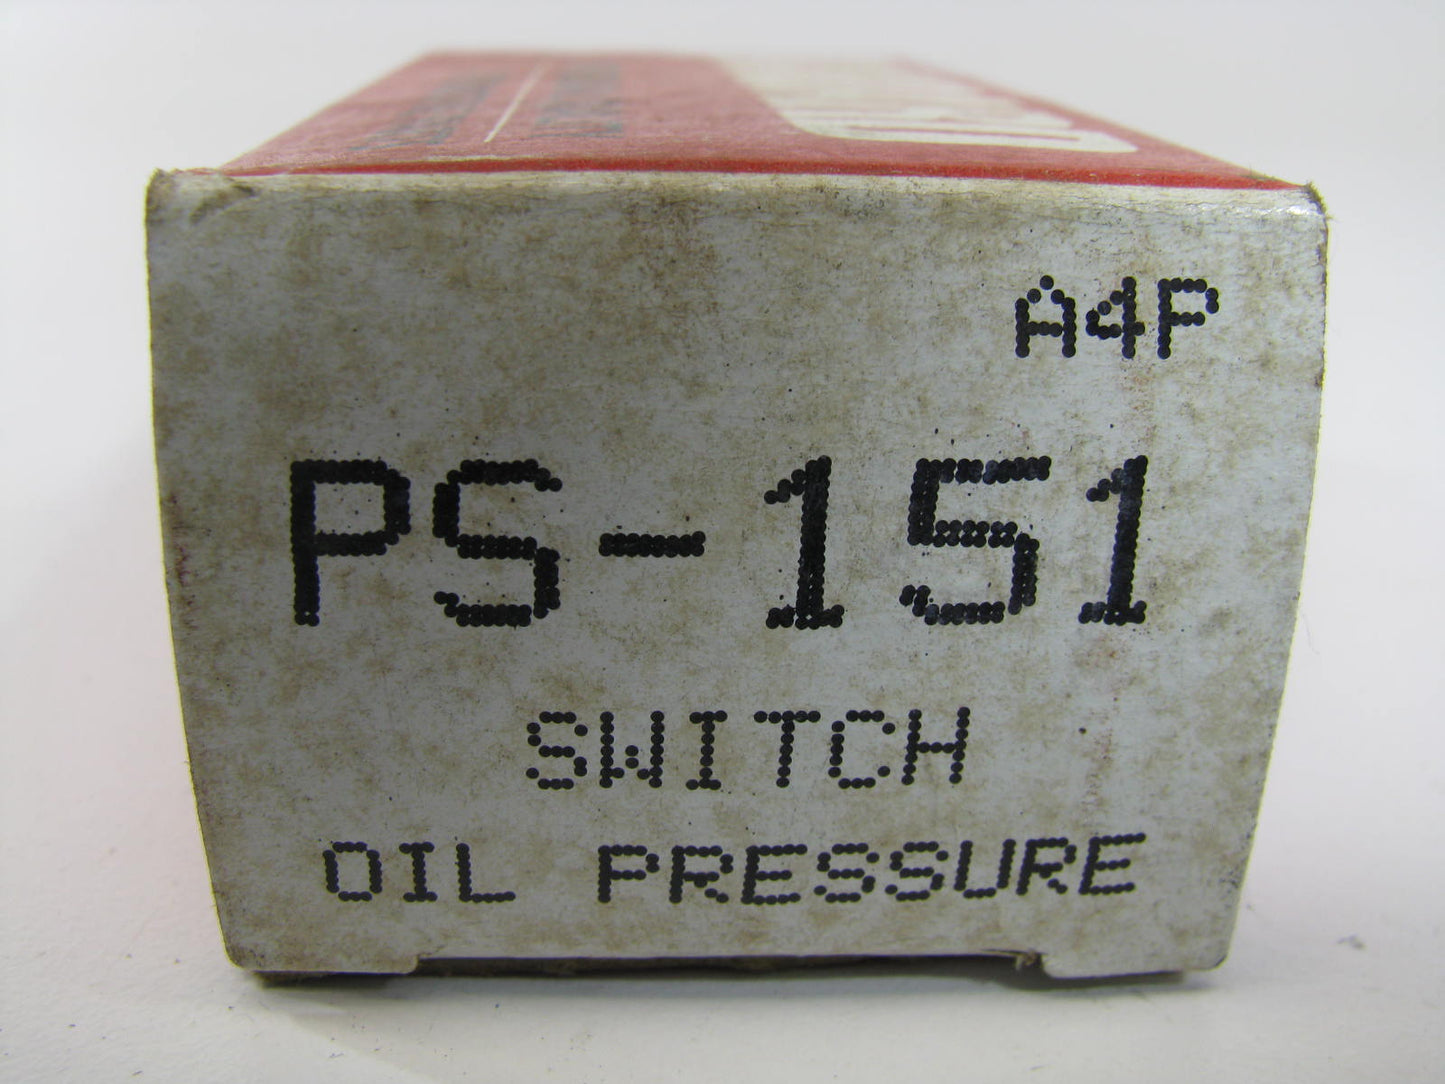 A4P
PS-151
SWITCH
OIL PRESSURE